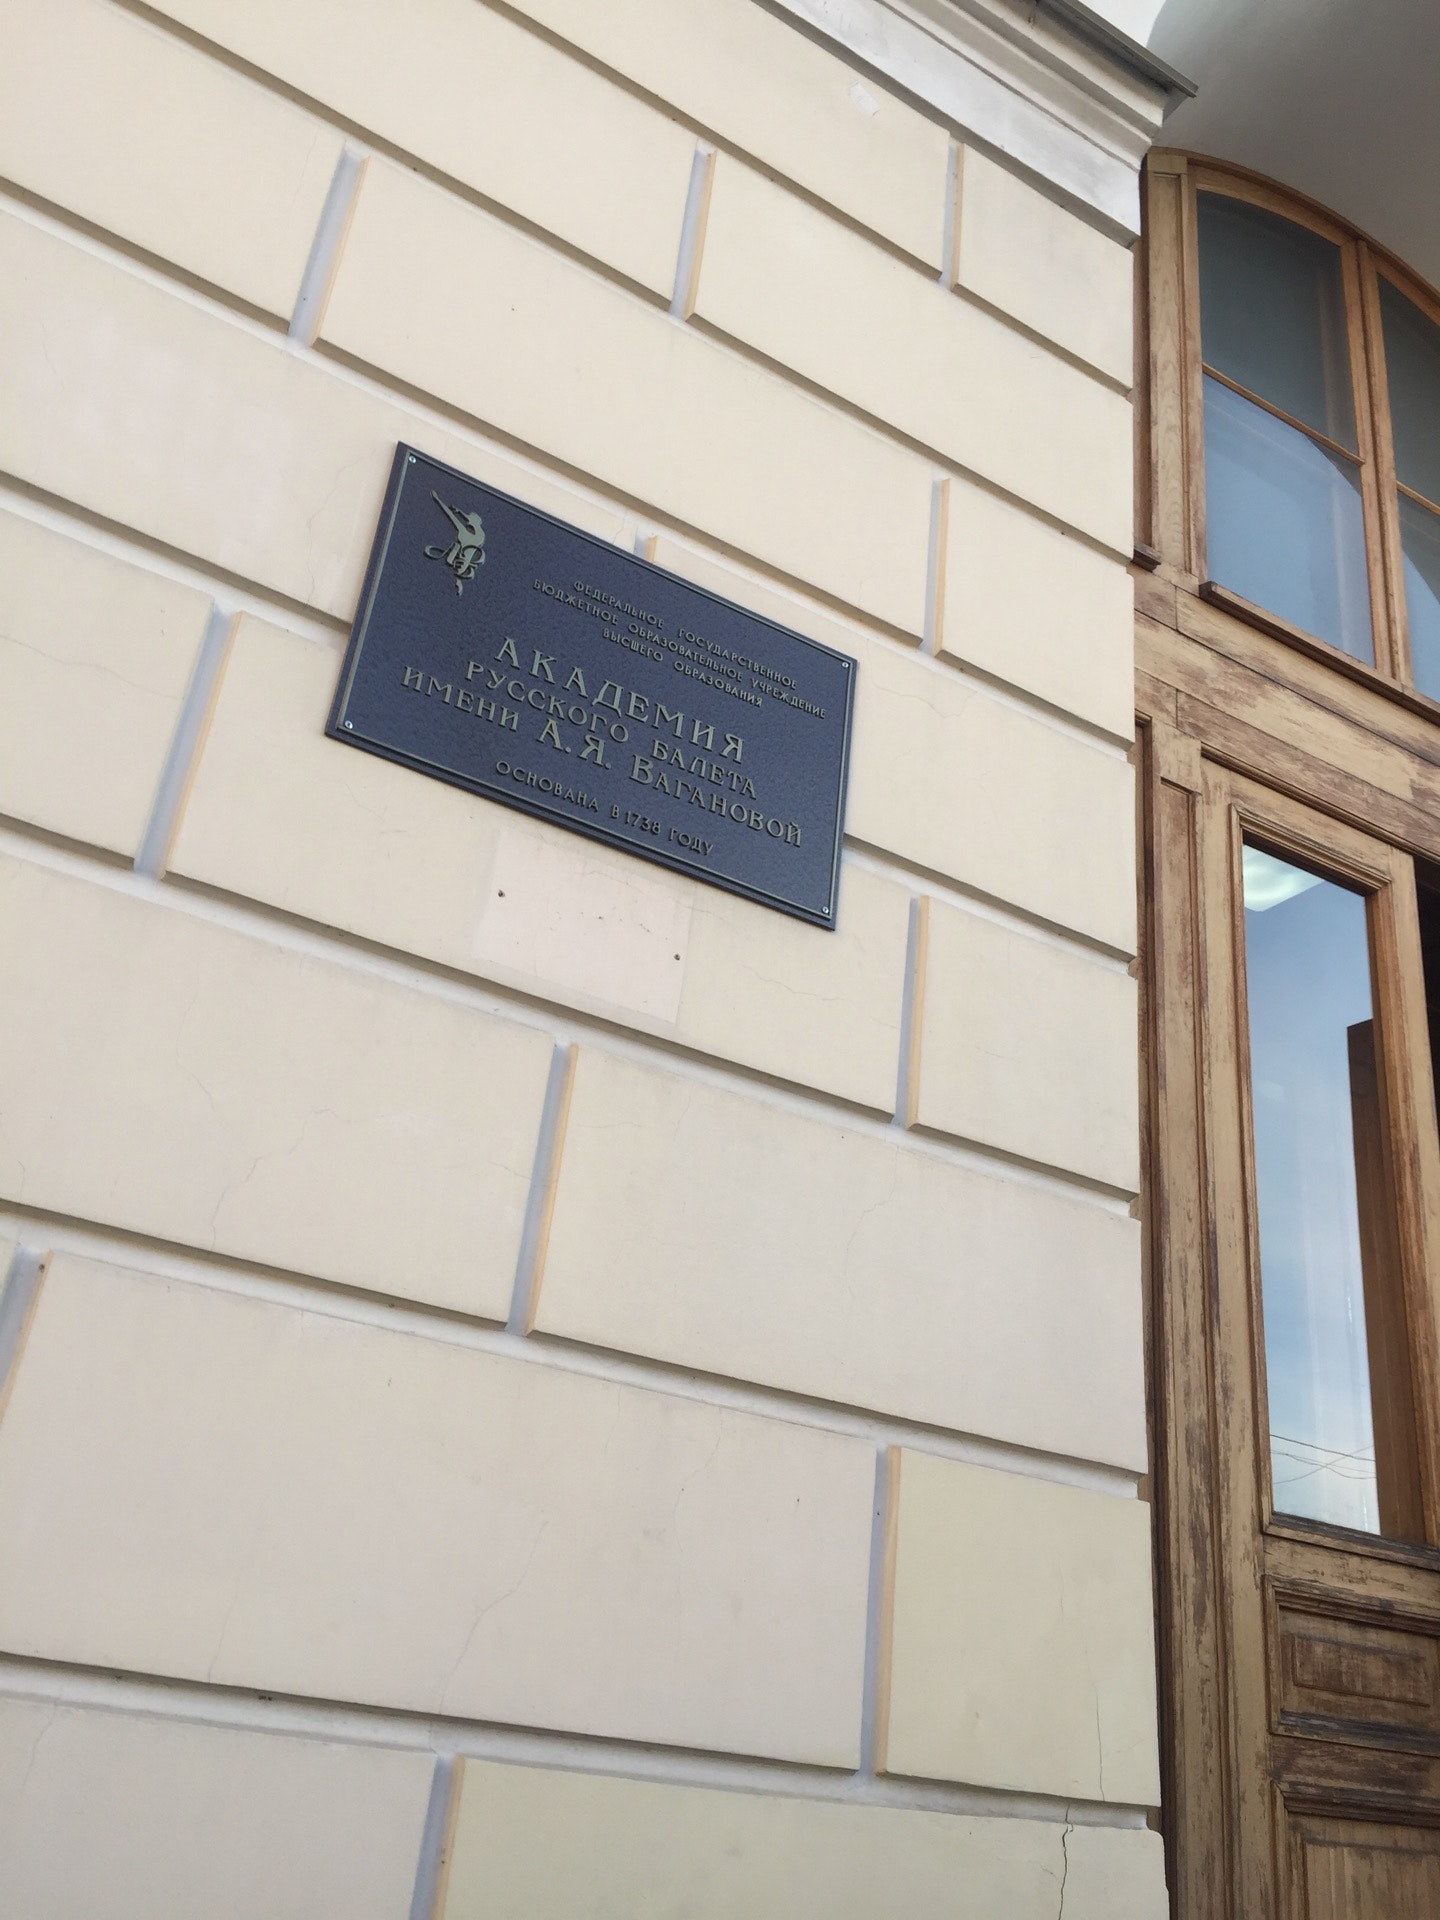 ФЕДЕРАЛЬНОЕ ГОСУДАРСТВЕННОЕ
БЮДЖЕТНОЕ ОБРАЗОВАТЕЛЬНОЕ УЧРЕЖДЕНИЕ
ВЫСШЕГО ОБРАЗОВАНИЯ
АКАДЕМИЯ
РУССКОГО БАЛЕТА
ИМЕНИ А.Я. ВАГАНОВОЙ
ОСНОВАНА В 1738 ГОДУ